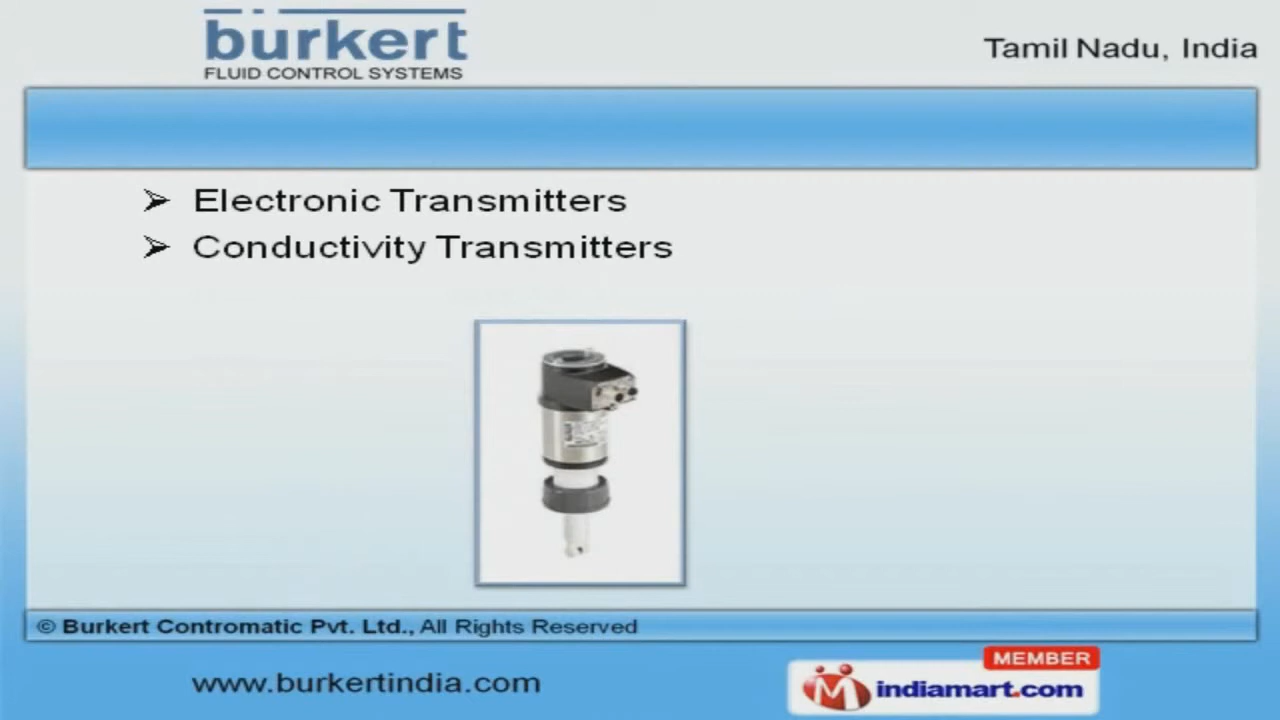 burkert
FLUID CONTROL SYSTEMS
Tamil Nadu, India
➢ Electronic Transmitters
➢ Conductivity Transmitters
© Burkert Contromatic Pvt. Ltd., All Rights Reserved
www.burkertindia.com
MEMBER
indiamart.com